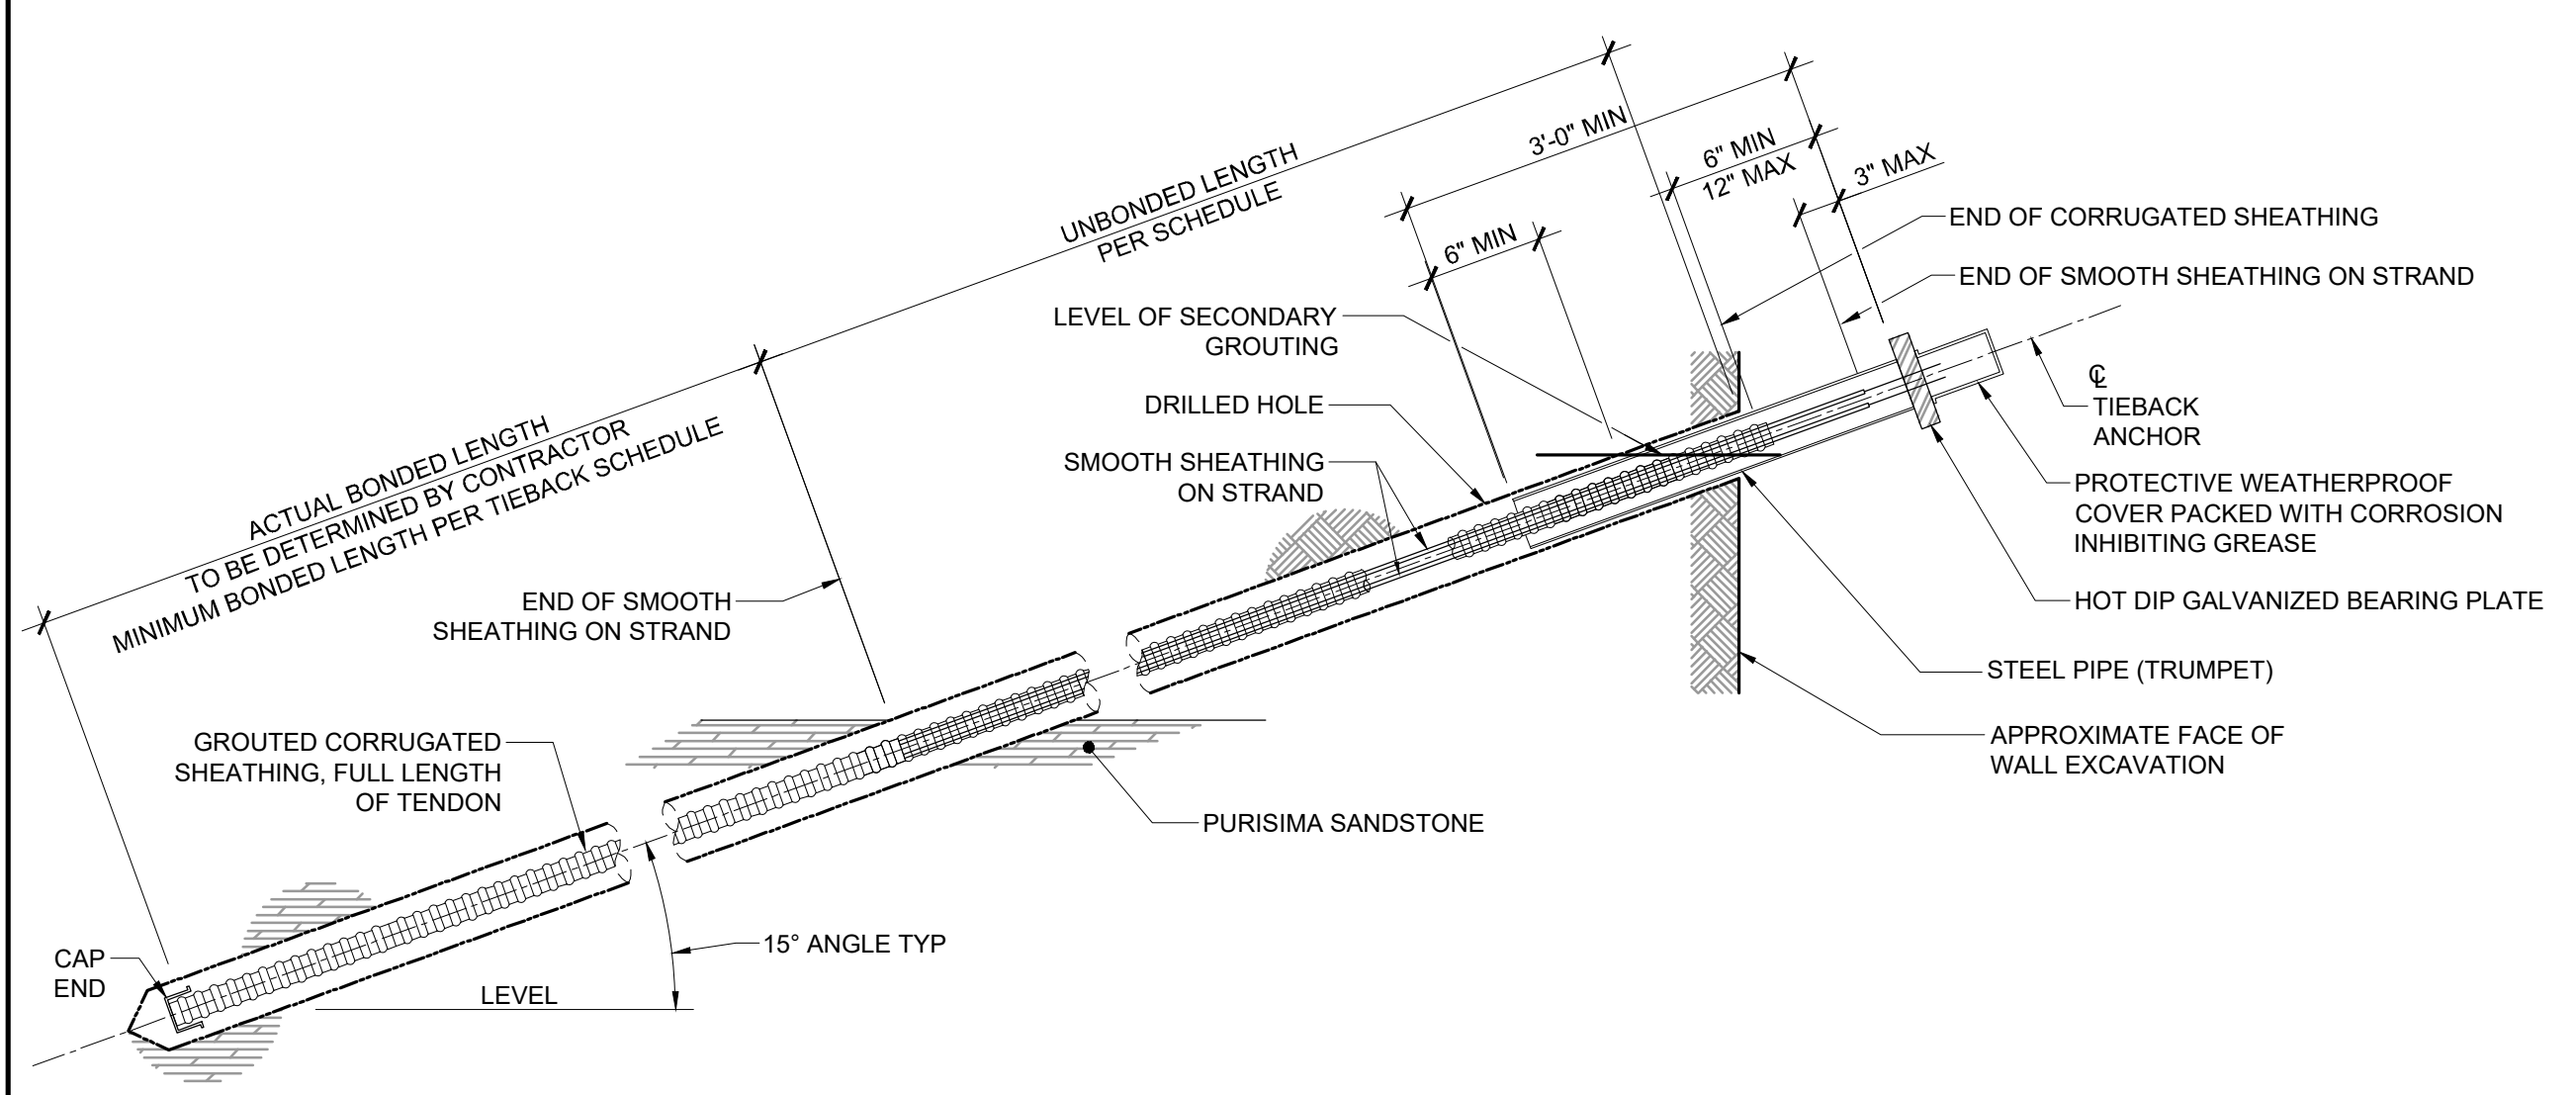 UNBONDED LENGTH
PER SCHEDULE
3'-0" MIN
6" MIN
12" MAX
3" MAX
6" MIN
END OF CORRUGATED SHEATHING
END OF SMOOTH SHEATHING ON STRAND
LEVEL OF SECONDARY
GROUTING
DRILLED HOLE
SMOOTH SHEATHING
ON STRAND
℄
TIEBACK
ANCHOR
PROTECTIVE WEATHERPROOF
COVER PACKED WITH CORROSION
INHIBITING GREASE
HOT DIP GALVANIZED BEARING PLATE
STEEL PIPE (TRUMPET)
APPROXIMATE FACE OF
WALL EXCAVATION
ACTUAL BONDED LENGTH
TO BE DETERMINED BY CONTRACTOR
MINIMUM BONDED LENGTH PER TIEBACK SCHEDULE
END OF SMOOTH
SHEATHING ON STRAND
GROUTED CORRUGATED
SHEATHING, FULL LENGTH
OF TENDON
PURISIMA SANDSTONE
15° ANGLE TYP
LEVEL
CAP
END